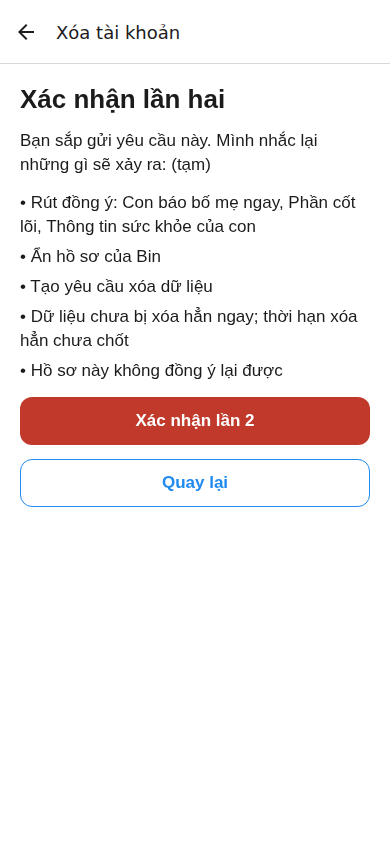 Xóa tài khoản
Xác nhận lần hai
Bạn sắp gửi yêu cầu này. Mình nhắc lại
những gì sẽ xảy ra: (tạm)
• Rút đồng ý: Con báo bố mẹ ngay, Phần cốt
lõi, Thông tin sức khỏe của con
• Ẩn hồ sơ của Bin
• Tạo yêu cầu xóa dữ liệu
• Dữ liệu chưa bị xóa hẳn ngay; thời hạn xóa
hẳn chưa chốt
• Hồ sơ này không đồng ý lại được
Xác nhận lần 2
Quay lại